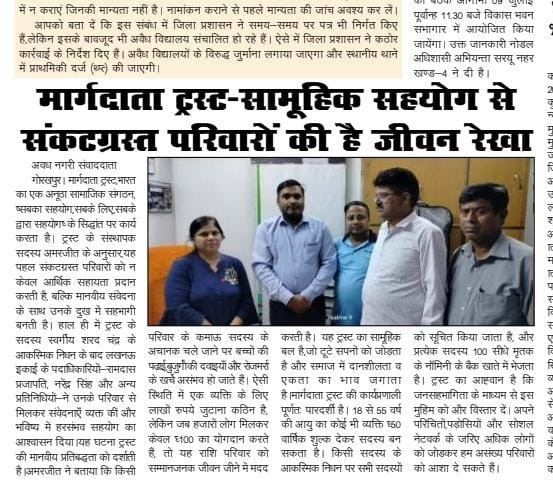 में न कराएं जिनकी मान्यता नहीं है। नामांकन कराने से पहले मान्यता की जांच अवश्य कर लें।
आपको बता दें कि इस संबंध में जिला प्रशासन ने समय–समय पर पत्र भी निर्गत किए
हैं,लेकिन इसके बावजूद भी अवैध विद्यालय संचालित हो रहे हैं। ऐसे में जिला प्रशासन ने कठोर
कार्रवाई के निर्देश दिए हैं। अवैध विद्यालयों के विरुद्ध जुर्माना लगाया जाएगा और स्थानीय थाने
में प्राथमिकी दर्ज (थ्प्त) की जाएगी।
09 जुलाई
पूर्वान्ह 11.30 बजे विकास भवन
सभागार में आयोजित किया
जायेंगा। उक्त जानकारी नोडल
अधिशासी अभियन्ता सरयू नहर
खण्ड–4 ने दी है।
मार्गदाता ट्रस्ट-सामूहिक सहयोग से
संकटग्रस्त परिवारों की है जीवन रेखा
अवध नगरी संवाददाता
गोरखपुर। मार्गदाता ट्रस्ट,भारत
का एक अनूठा सामाजिक संगठन,
ष्सबका सहयोग,सबके लिए,सबके
द्वारा सहयोगष् के सिद्धांत पर कार्य
करता है। ट्रस्ट के संस्थापक
सदस्य अमरजीत के अनुसार,यह
पहल संकटग्रस्त परिवारों को न
केवल आर्थिक सहायता प्रदान
करती है, बल्कि मानवीय संवेदना
के साथ उनके दुख में सहभागी
बनती है। हाल ही में ट्रस्ट के
सदस्य स्वर्गीय शरद चंद्र के
आकस्मिक निधन के बाद लखनऊ
इकाई के पदाधिकारियो–रामदास
प्रजापति, नरेंद्र सिंह और अन्य
प्रतिनिधियों–ने उनके परिवार से
मिलकर संवेदनाएँ व्यक्त की और
भविष्य में हरसंभव सहयोग का
आश्वासन दिया।यह घटना ट्रस्ट
की मानवीय प्रतिबद्धता को दर्शाती
है।अमरजीत ने बताया कि किसी
परिवार के कमाऊ सदस्य के
अचानक चले जाने पर बच्चों की
पढ़ाई,बुजुर्गों की दवाइयाँ और रोजमर्रा
के खर्चे असंभव हो जाते हैं। ऐसी
स्थिति में एक व्यक्ति के लिए
लाखों रुपये जुटाना कठिन है,
लेकिन जब हजारों लोग मिलकर
केवल ₹100 का योगदान करते
हैं, तो यह राशि परिवार को
सम्मानजनक जीवन जीने में मदद
करती है। यह ट्रस्ट का सामूहिक
बल है,जो टूटे सपनों को जोड़ता
है और समाज में दानशीलता व
एकता का भाव जगाता
है।मार्गदाता ट्रस्ट की कार्यप्रणाली
पूर्णतः पारदर्शी है। 18 से 55 वर्ष
की आयु का कोई भी व्यक्ति ₹50
वार्षिक शुल्क देकर सदस्य बन
सकता है। किसी सदस्य के
आकस्मिक निधन पर सभी सदस्यों
को सूचित किया जाता है, और
प्रत्येक सदस्य 100 सीधे मृतक
के नॉमिनी के बैंक खाते में भेजता
है। ट्रस्ट का आह्वान है कि
जनसहभागिता के माध्यम से इस
मुहिम को और विस्तार दें। अपने
परिचितों,पड़ोसियों और सोशल
नेटवर्क के जरिए अधिक लोगों
को जोड़कर हम असंख्य परिवारों
को आशा दे सकते हैं।